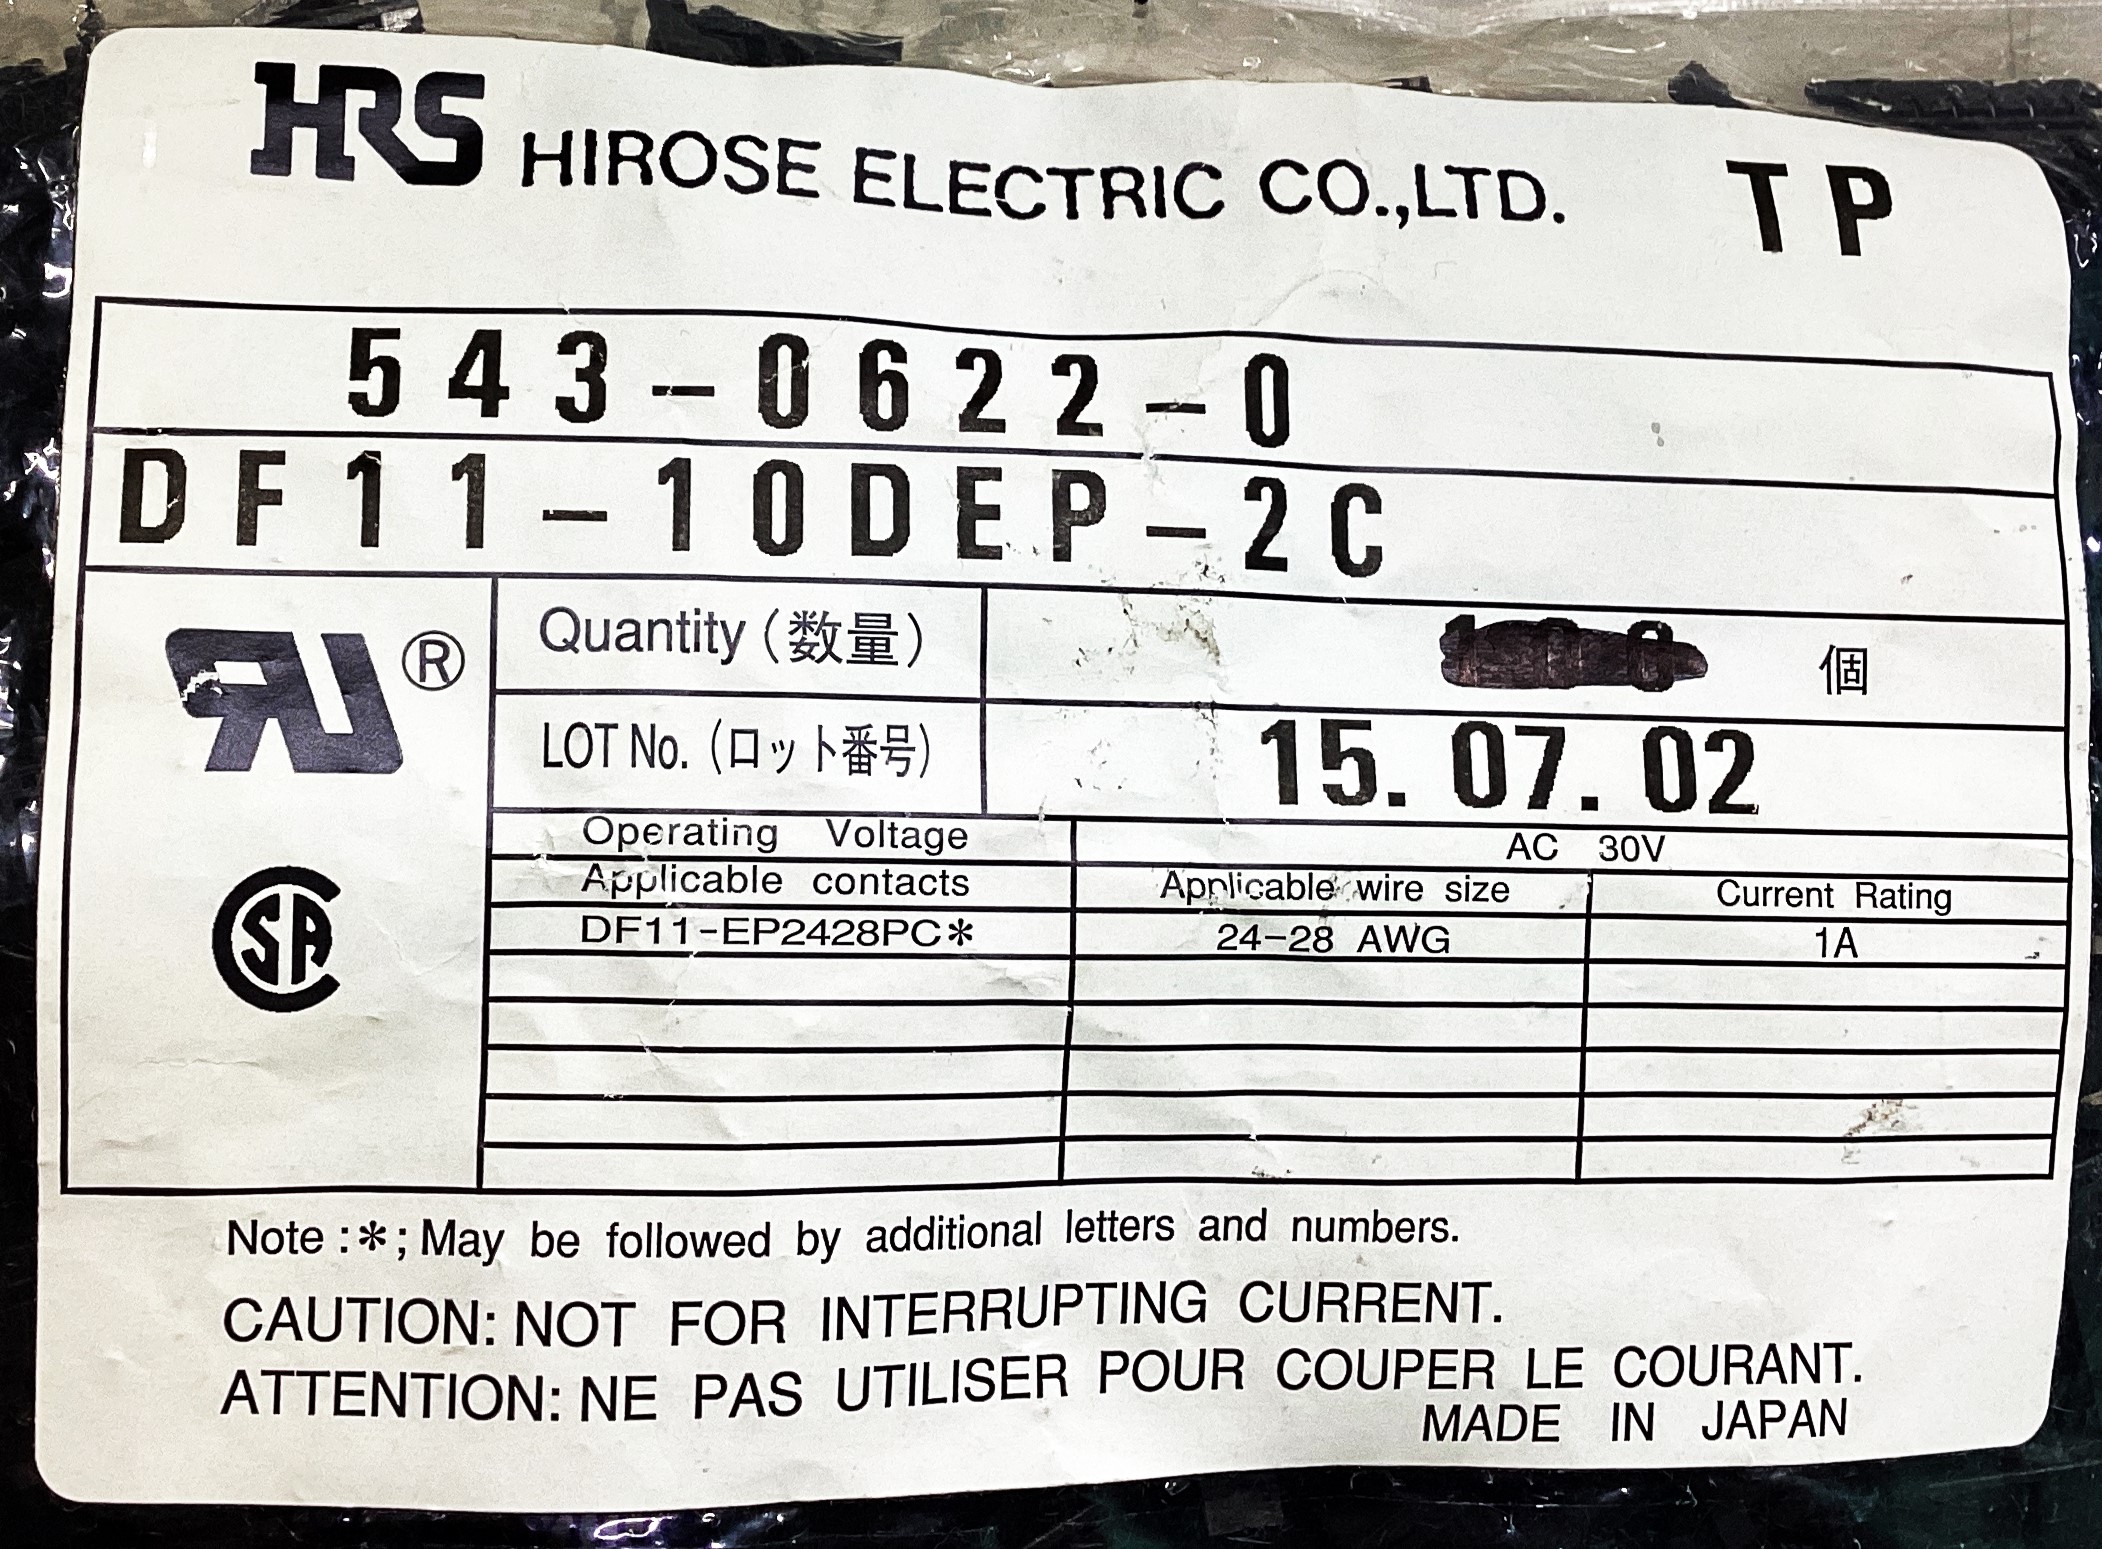 HRS HIROSE ELECTRIC CO.,LTD. TP
543-0622-0
DF11-10DEP-2C
RU® Quantity (数量) 個
LOT No. (ロット番号) 15.07.02
Operating Voltage AC 30V
Applicable contacts Applicable wire size Current Rating
DF11-EP2428PC* 24-28 AWG 1A
SA
Note :*; May be followed by additional letters and numbers.
CAUTION: NOT FOR INTERRUPTING CURRENT.
ATTENTION: NE PAS UTILISER POUR COUPER LE COURANT.
MADE IN JAPAN